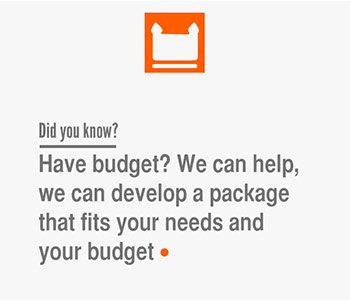 Did you know?
Have budget? We can help,
we can develop a package
that fits your needs and
your budget